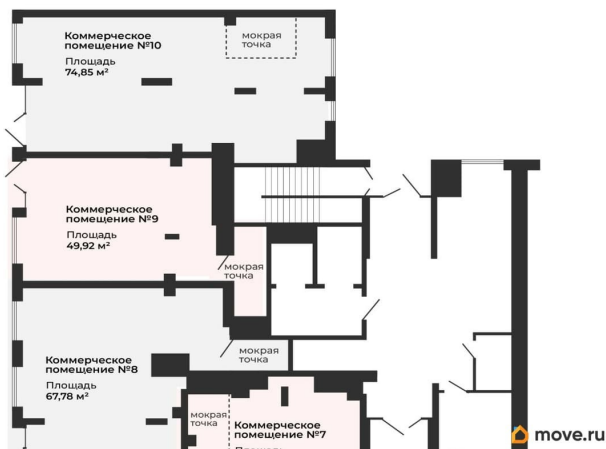 Коммерческое
помещение №10
Площадь
74,85 м²
мокрая
точка
Коммерческое
помещение №9
Площадь
49,92 м²
мокрая
точка
Коммерческое
помещение №8
Площадь
67,78 м²
мокрая
точка
мокрая
точка
Коммерческое
помещение №7
Площадь
move.ru